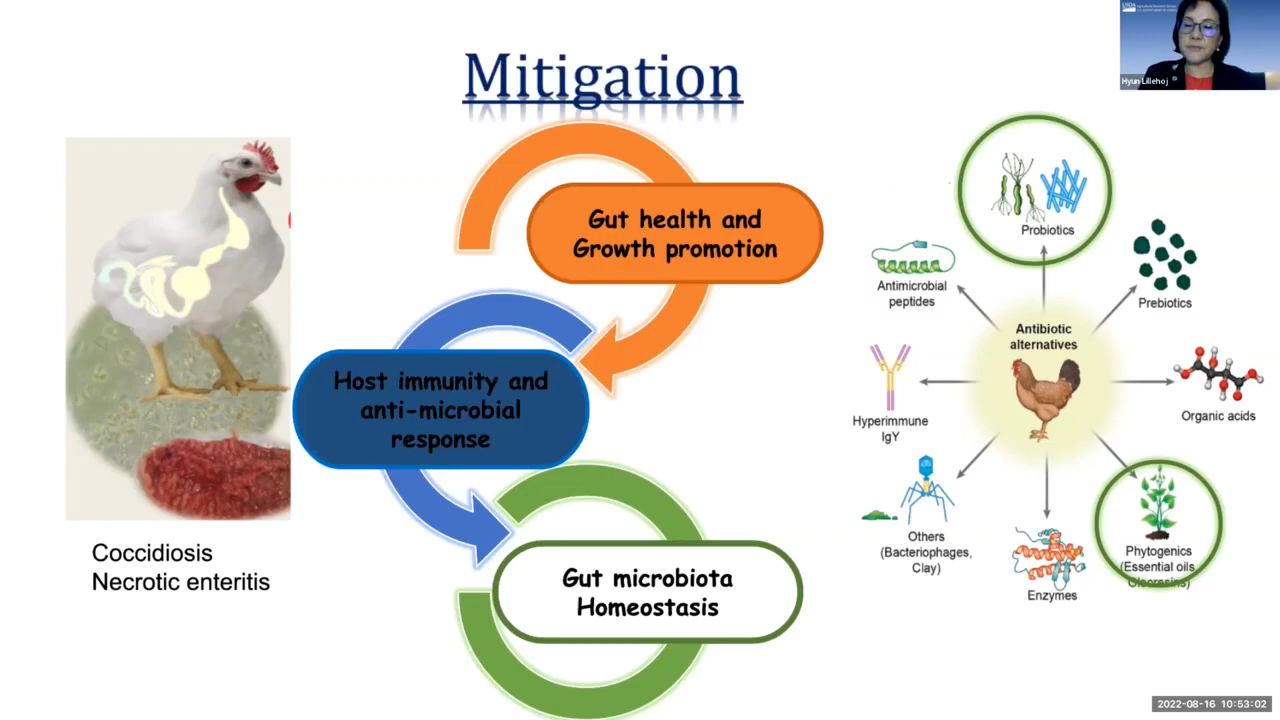 Mitigation
USDA
Hyun Lillehoj
Gut health and
Growth promotion
Host immunity and
anti-microbial
response
Gut microbiota
Homeostasis
Coccidiosis
Necrotic enteritis
Probiotics
Antimicrobial
peptides
Prebiotics
Antibiotic
alternatives
Hyperimmune
IgY
Organic acids
Others
(Bacteriophages,
Clay)
Enzymes
Phytogenics
(Essential oils
Oleoresins)
2022-08-16 10:53:02